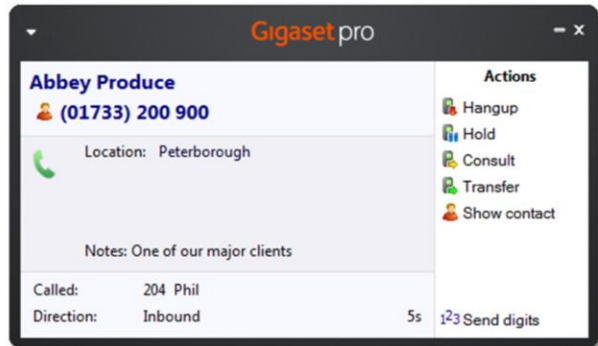 Gigaset pro
Abbey Produce
(01733) 200 900
Location: Peterborough
Notes: One of our major clients
Called: 204 Phil
Direction: Inbound 5s
Actions
Hangup
Hold
Consult
Transfer
Show contact
123 Send digits